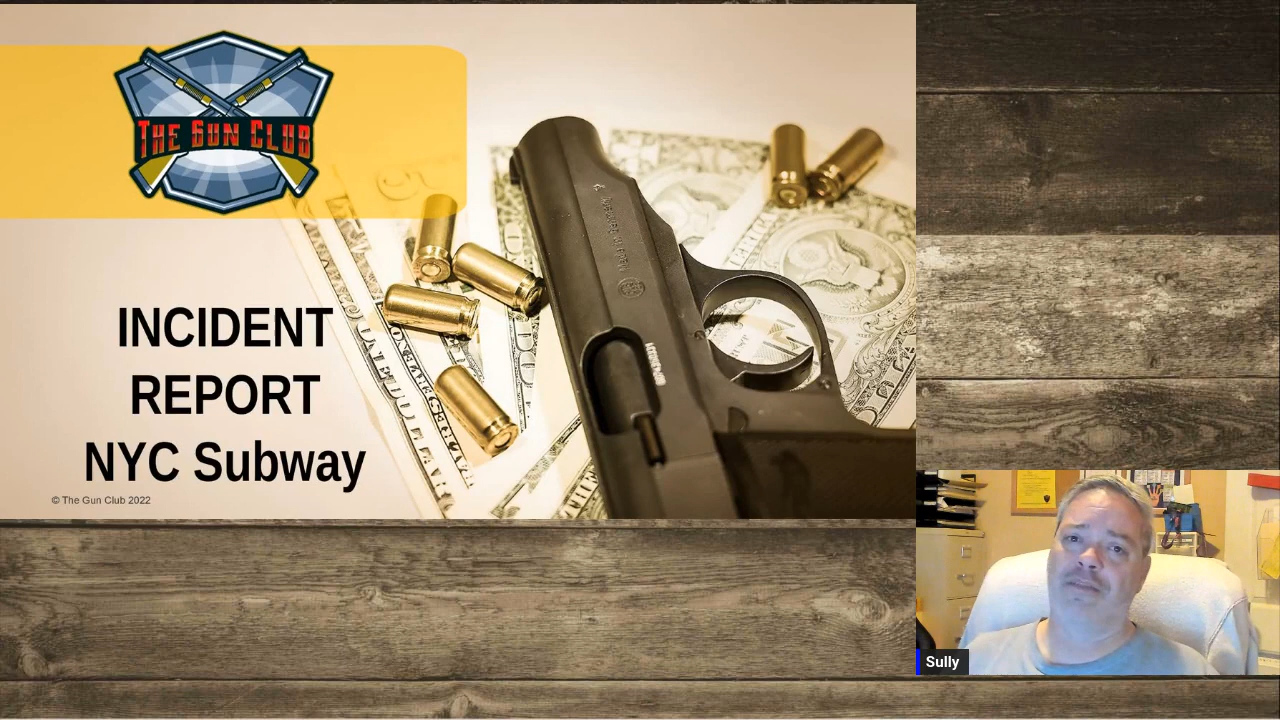 THE GUN CLUB
INCIDENT
REPORT
NYC Subway
© The Gun Club 2022
Sully